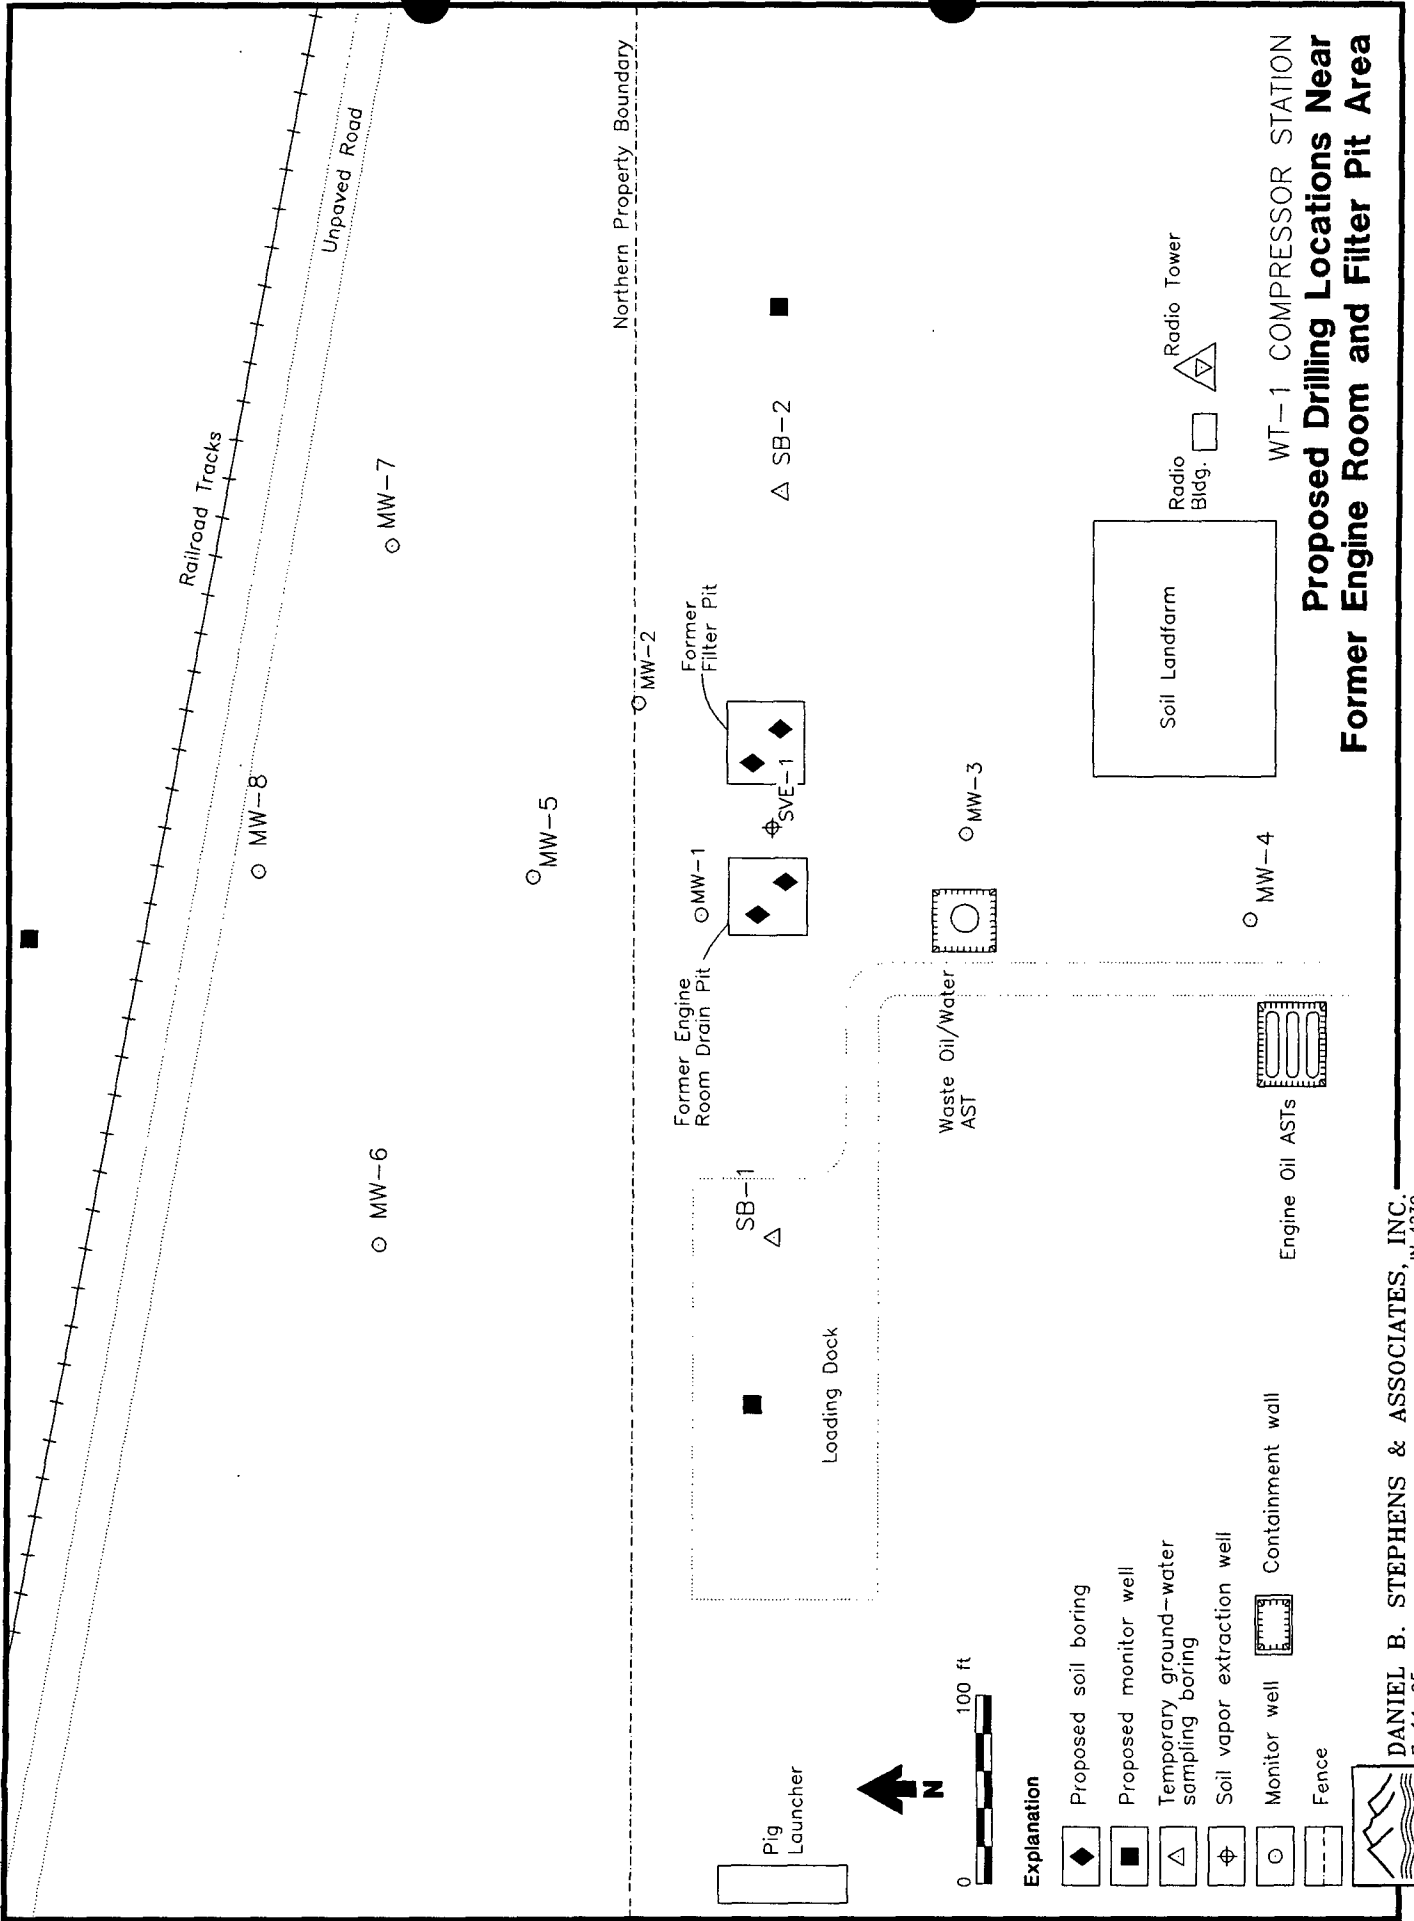 Railroad Tracks
Unpaved Road
MW-8
MW-7
MW-6
MW-5
Northern Property Boundary
MW-2
Former
Filter Pit
MW-1
Former Engine
Room Drain Pit
SVE-1
SB-1
SB-2
Loading Dock
Pig
Launcher
Waste Oil/Water
AST
MW-3
Soil Landfarm
Radio
Bldg.
Radio Tower
MW-4
Engine Oil ASTs
N
0
100 ft
Explanation
Proposed soil boring
Proposed monitor well
Temporary ground-water
sampling boring
Soil vapor extraction well
Monitor well
Containment wall
Fence
WT-1 COMPRESSOR STATION
Proposed Drilling Locations Near
Former Engine Room and Filter Pit Area
DANIEL B. STEPHENS & ASSOCIATES, INC.